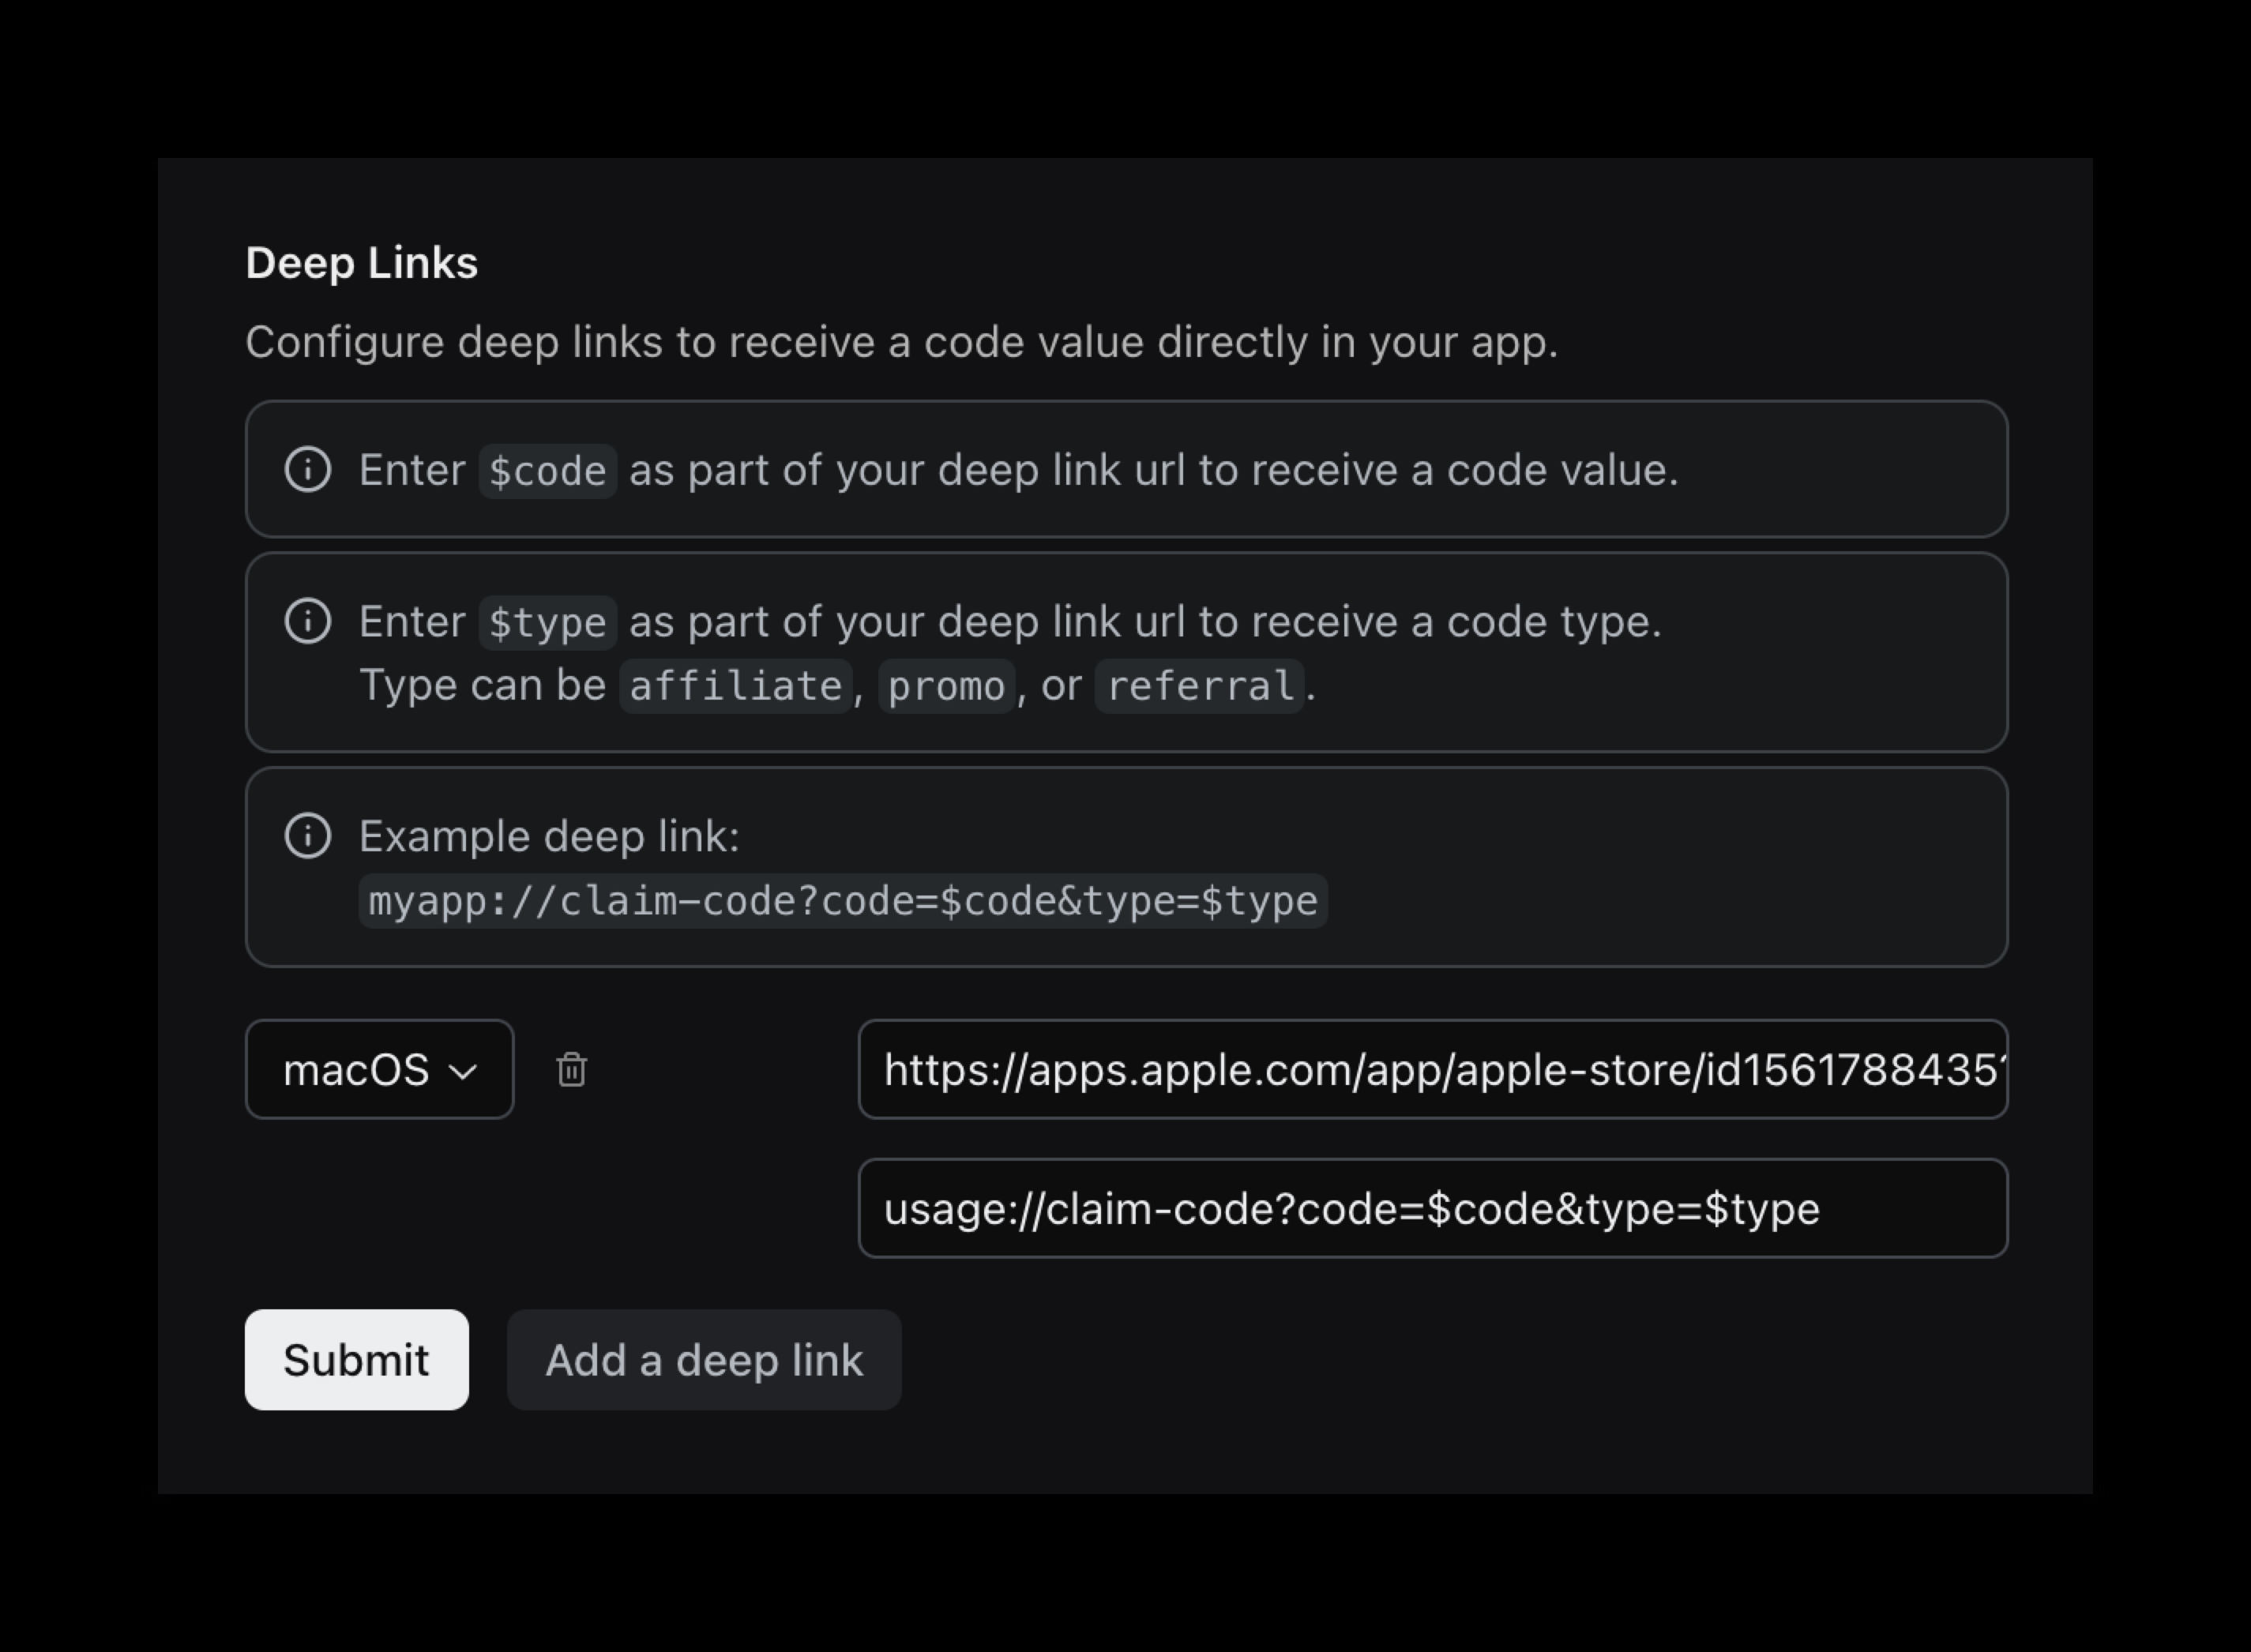 Deep Links
Configure deep links to receive a code value directly in your app.
Enter $code as part of your deep link url to receive a code value.
Enter $type as part of your deep link url to receive a code type.
Type can be affiliate, promo, or referral.
Example deep link:
myapp://claim-code?code=$code&type=$type
macOS
https://apps.apple.com/app/apple-store/id1561788435?
usage://claim-code?code=$code&type=$type
Submit
Add a deep link